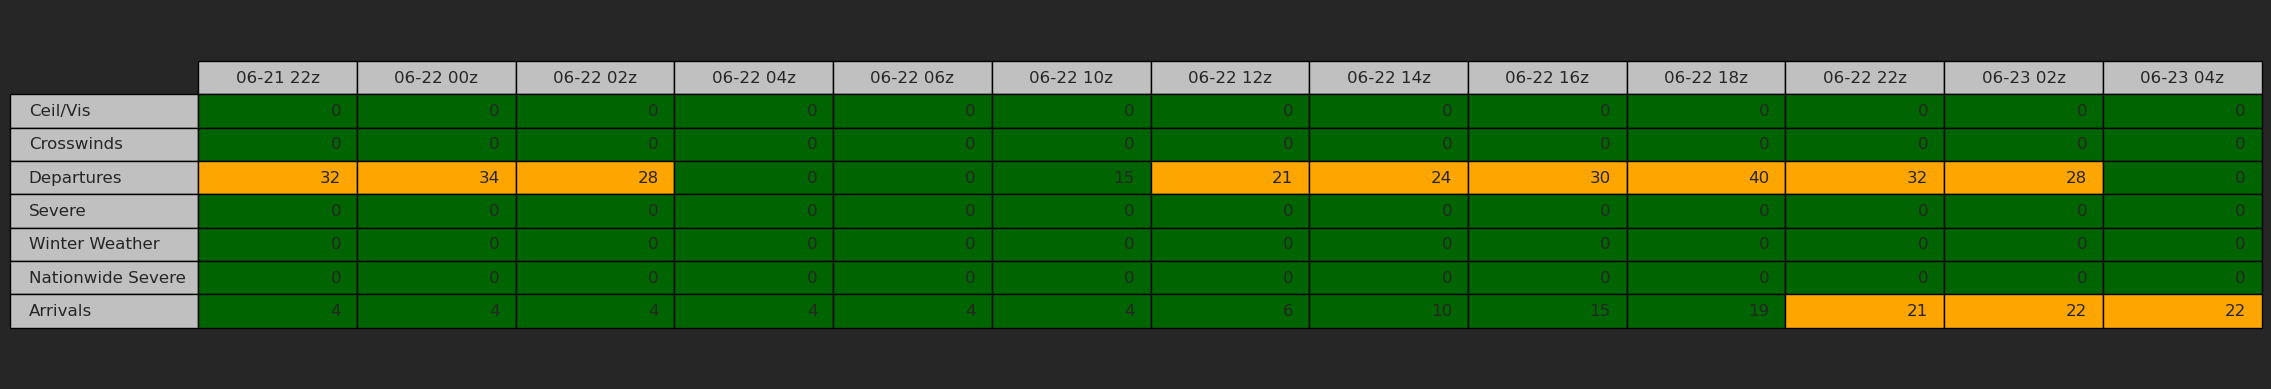 06-21 22z 06-22 00z 06-22 02z 06-22 04z 06-22 06z 06-22 10z 06-22 12z 06-22 14z 06-22 16z 06-22 18z 06-22 22z 06-23 02z 06-23 04z
Ceil/Vis 0 0 0 0 0 0 0 0 0 0 0 0 0
Crosswinds 0 0 0 0 0 0 0 0 0 0 0 0 0
Departures 32 34 28 0 0 15 21 24 30 40 32 28 0
Severe 0 0 0 0 0 0 0 0 0 0 0 0 0
Winter Weather 0 0 0 0 0 0 0 0 0 0 0 0 0
Nationwide Severe 0 0 0 0 0 0 0 0 0 0 0 0 0
Arrivals 4 4 4 4 4 4 6 10 15 19 21 22 22